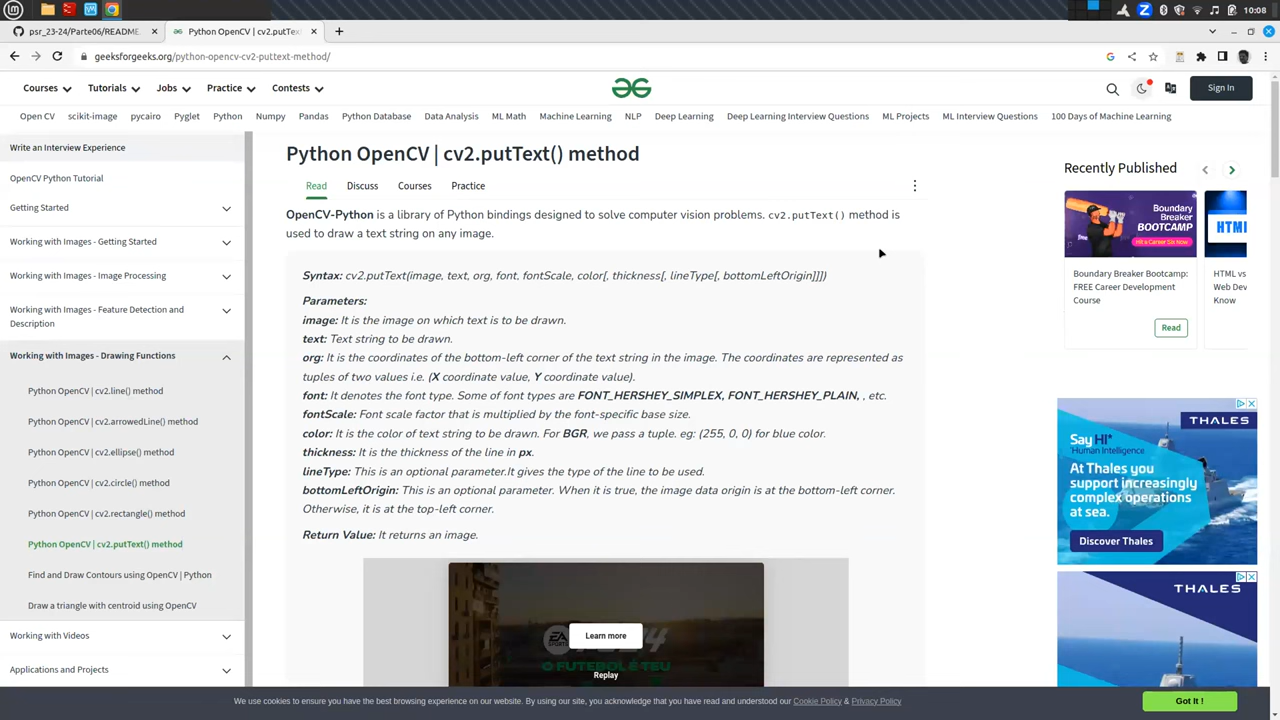 10:08
psr_23-24/Parte06/README.
Python OpenCV | cv2.putTex
geeksforgeeks.org/python-opencv-cv2-puttext-method/
Courses Tutorials Jobs Practice Contests Sign In
Open CV scikit-image pycairo Pyglet Python Numpy Pandas Python Database Data Analysis ML Math Machine Learning NLP Deep Learning Deep Learning Interview Questions ML Projects ML Interview Questions 100 Days of Machine Learning
Write an Interview Experience
OpenCV Python Tutorial
Getting Started
Working with Images - Getting Started
Working with Images - Image Processing
Working with Images - Feature Detection and
Description
Working with Images - Drawing Functions
Python OpenCV | cv2.line() method
Python OpenCV | cv2.arrowedLine() method
Python OpenCV | cv2.ellipse() method
Python OpenCV | cv2.circle() method
Python OpenCV | cv2.rectangle() method
Python OpenCV | cv2.putText() method
Find and Draw Contours using OpenCV | Python
Draw a triangle with centroid using OpenCV
Working with Videos
Applications and Projects
Python OpenCV | cv2.putText() method
Read Discuss Courses Practice
OpenCV-Python is a library of Python bindings designed to solve computer vision problems. cv2.putText() method is
used to draw a text string on any image.
Syntax: cv2.putText(image, text, org, font, fontScale, color[, thickness[, lineType[, bottomLeftOrigin]]])
Parameters:
image: It is the image on which text is to be drawn.
text: Text string to be drawn.
org: It is the coordinates of the bottom-left corner of the text string in the image. The coordinates are represented as
tuples of two values i.e. (X coordinate value, Y coordinate value).
font: It denotes the font type. Some of font types are FONT_HERSHEY_SIMPLEX, FONT_HERSHEY_PLAIN, , etc.
fontScale: Font scale factor that is multiplied by the font-specific base size.
color: It is the color of text string to be drawn. For BGR, we pass a tuple. eg: (255, 0, 0) for blue color.
thickness: It is the thickness of the line in px.
lineType: This is an optional parameter.It gives the type of the line to be used.
bottomLeftOrigin: This is an optional parameter. When it is true, the image data origin is at the bottom-left corner.
Otherwise, it is at the top-left corner.
Return Value: It returns an image.
Learn more
O FUTEBOL É TEU
Replay
Recently Published
Boundary
Breaker
BOOTCAMP
Hit a Career Six Now
HTML
Boundary Breaker Bootcamp:
FREE Career Development
Course
Read
HTML vs
Web Dev
Know
THALES
Say HI*
*Human Intelligence
At Thales you
support increasingly
complex operations
at sea.
Discover Thales
THALES
We use cookies to ensure you have the best browsing experience on our website. By using our site, you acknowledge that you have read and understood our Cookie Policy & Privacy Policy
Got It !